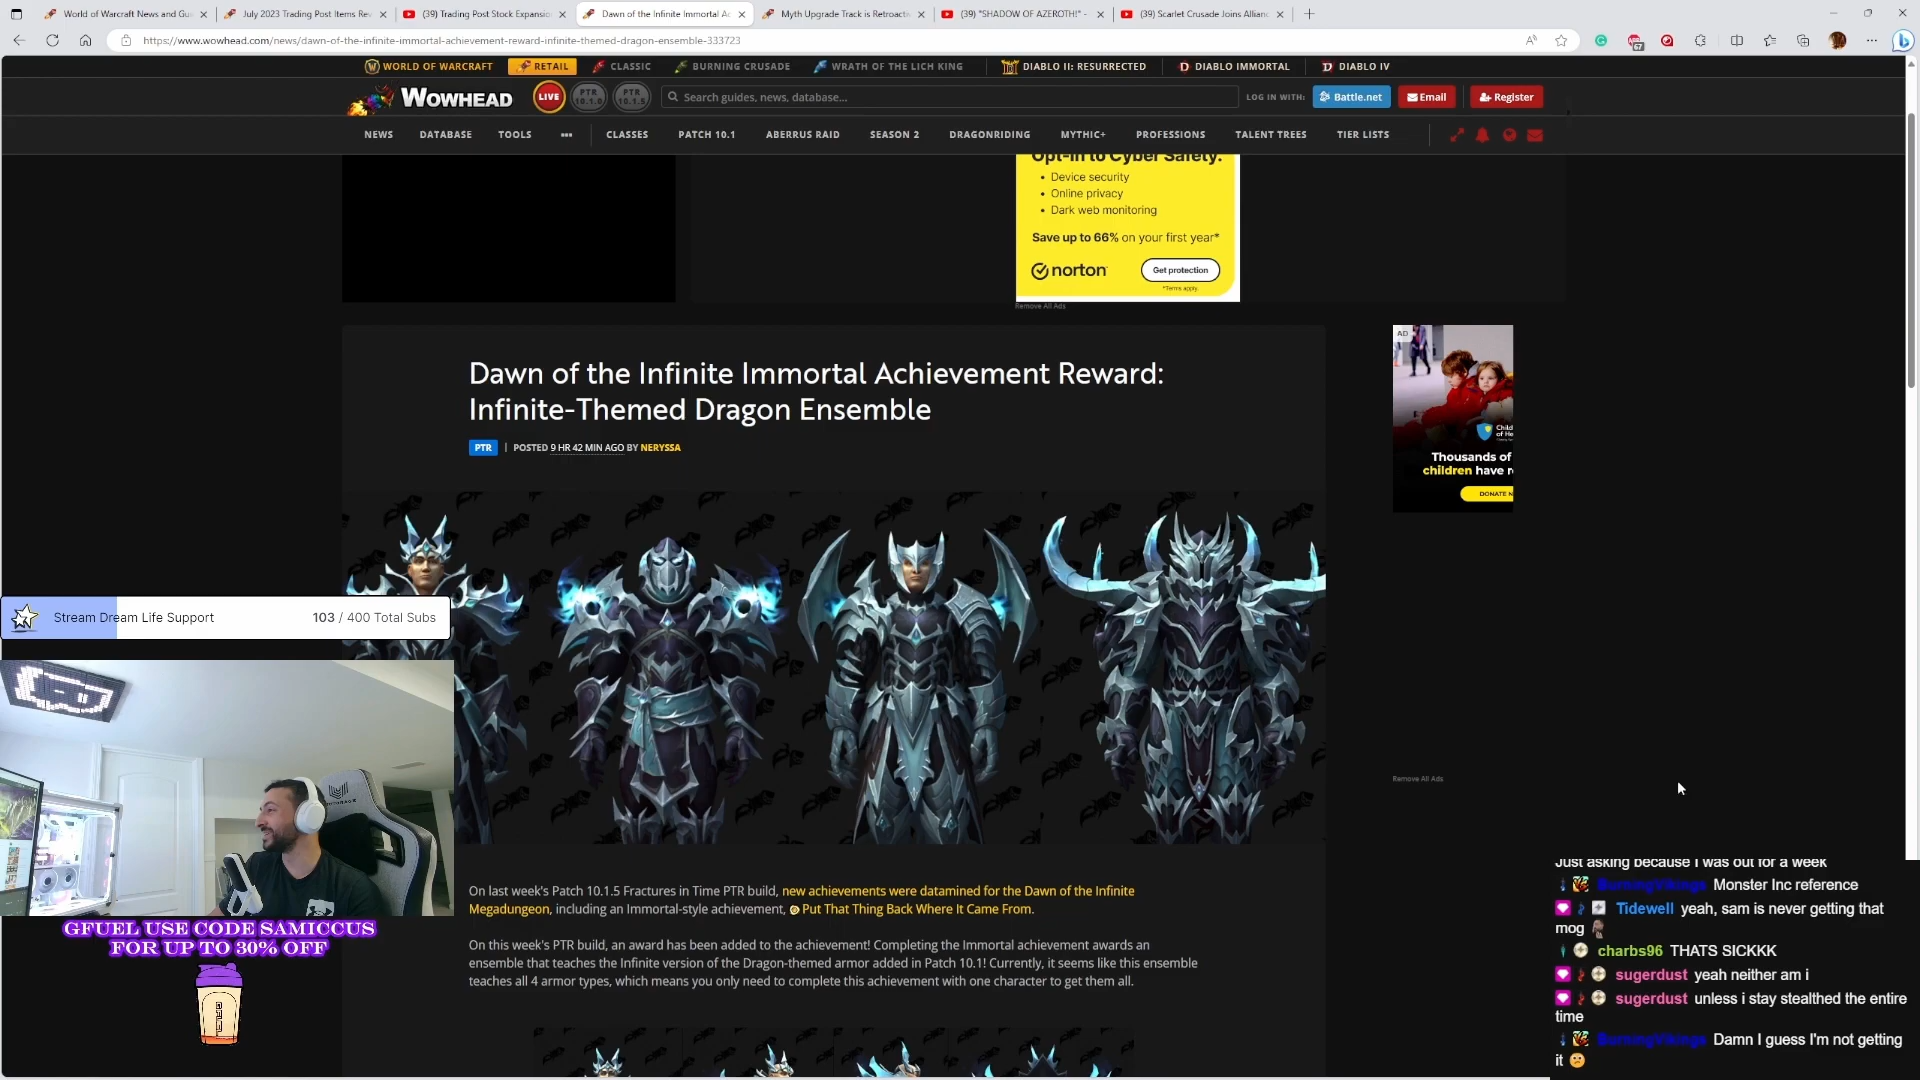 World of Warcraft News and Gui
July 2023 Trading Post Items Rev
(39) Trading Post Stock Expansio
Dawn of the Infinite Immortal Ac
Myth Upgrade Track is Retroacti
(39) "SHADOW OF AZEROTH!" -
(39) Scarlet Crusade Joins Allianc
https://www.wowhead.com/news/dawn-of-the-infinite-immortal-achievement-reward-infinite-themed-dragon-ensemble-333723
WORLD OF WARCRAFT RETAIL CLASSIC BURNING CRUSADE WRATH OF THE LICH KING DIABLO II: RESURRECTED DIABLO IMMORTAL DIABLO IV
WOWHEAD LIVE PTR 10.1.0 PTR 10.1.5 Search guides, news, database... LOG IN WITH: Battle.net Email Register
NEWS DATABASE TOOLS ••• CLASSES PATCH 10.1 ABERRUS RAID SEASON 2 DRAGONRIDING MYTHIC+ PROFESSIONS TALENT TREES TIER LISTS
Opt-in to Cyber Safety.
• Device security
• Online privacy
• Dark web monitoring
Save up to 66% on your first year*
norton Get protection
*Terms apply.
Remove All Ads
Dawn of the Infinite Immortal Achievement Reward:
Infinite-Themed Dragon Ensemble
PTR | POSTED 9 HR 42 MIN AGO BY NERYSSA
AD
Thousands of
children have r
DONATE N
Remove All Ads
Stream Dream Life Support 103 / 400 Total Subs
GFUEL USE CODE SAMICCUS
FOR UP TO 30% OFF
On last week's Patch 10.1.5 Fractures in Time PTR build, new achievements were datamined for the Dawn of the Infinite
Megadungeon, including an Immortal-style achievement, Put That Thing Back Where It Came From.
On this week's PTR build, an award has been added to the achievement! Completing the Immortal achievement awards an
ensemble that teaches the Infinite version of the Dragon-themed armor added in Patch 10.1! Currently, it seems like this ensemble
teaches all 4 armor types, which means you only need to complete this achievement with one character to get them all.
Just asking because I was out for a week
BurningVikings Monster Inc reference
Tidewell yeah, sam is never getting that
mog
charbs96 THATS SICKKK
sugerdust yeah neither am i
sugerdust unless i stay stealthed the entire
time
BurningVikings Damn I guess I'm not getting
it